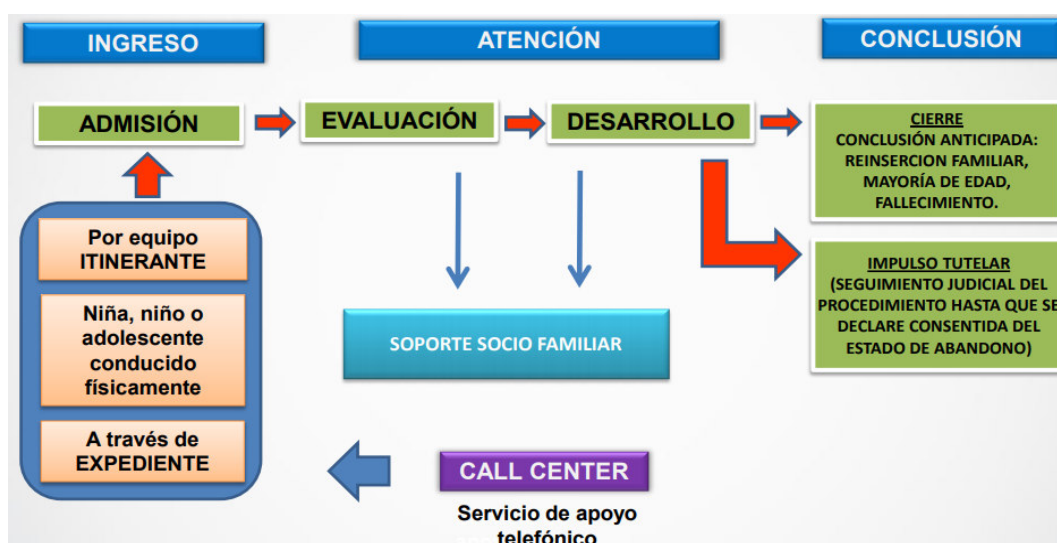 INGRESO
ATENCIÓN
CONCLUSIÓN
ADMISIÓN
EVALUACIÓN
DESARROLLO
CIERRE
CONCLUSIÓN ANTICIPADA:
REINSERCION FAMILIAR,
MAYORÍA DE EDAD,
FALLECIMIENTO.
Por equipo
ITINERANTE
Niña, niño o
adolescente
conducido
físicamente
A través de
EXPEDIENTE
IMPULSO TUTELAR
(SEGUIMIENTO JUDICIAL DEL
PROCEDIMIENTO HASTA QUE SE
DECLARE CONSENTIDA DEL
ESTADO DE ABANDONO)
SOPORTE SOCIO FAMILIAR
CALL CENTER
Servicio de apoyo
telefónico